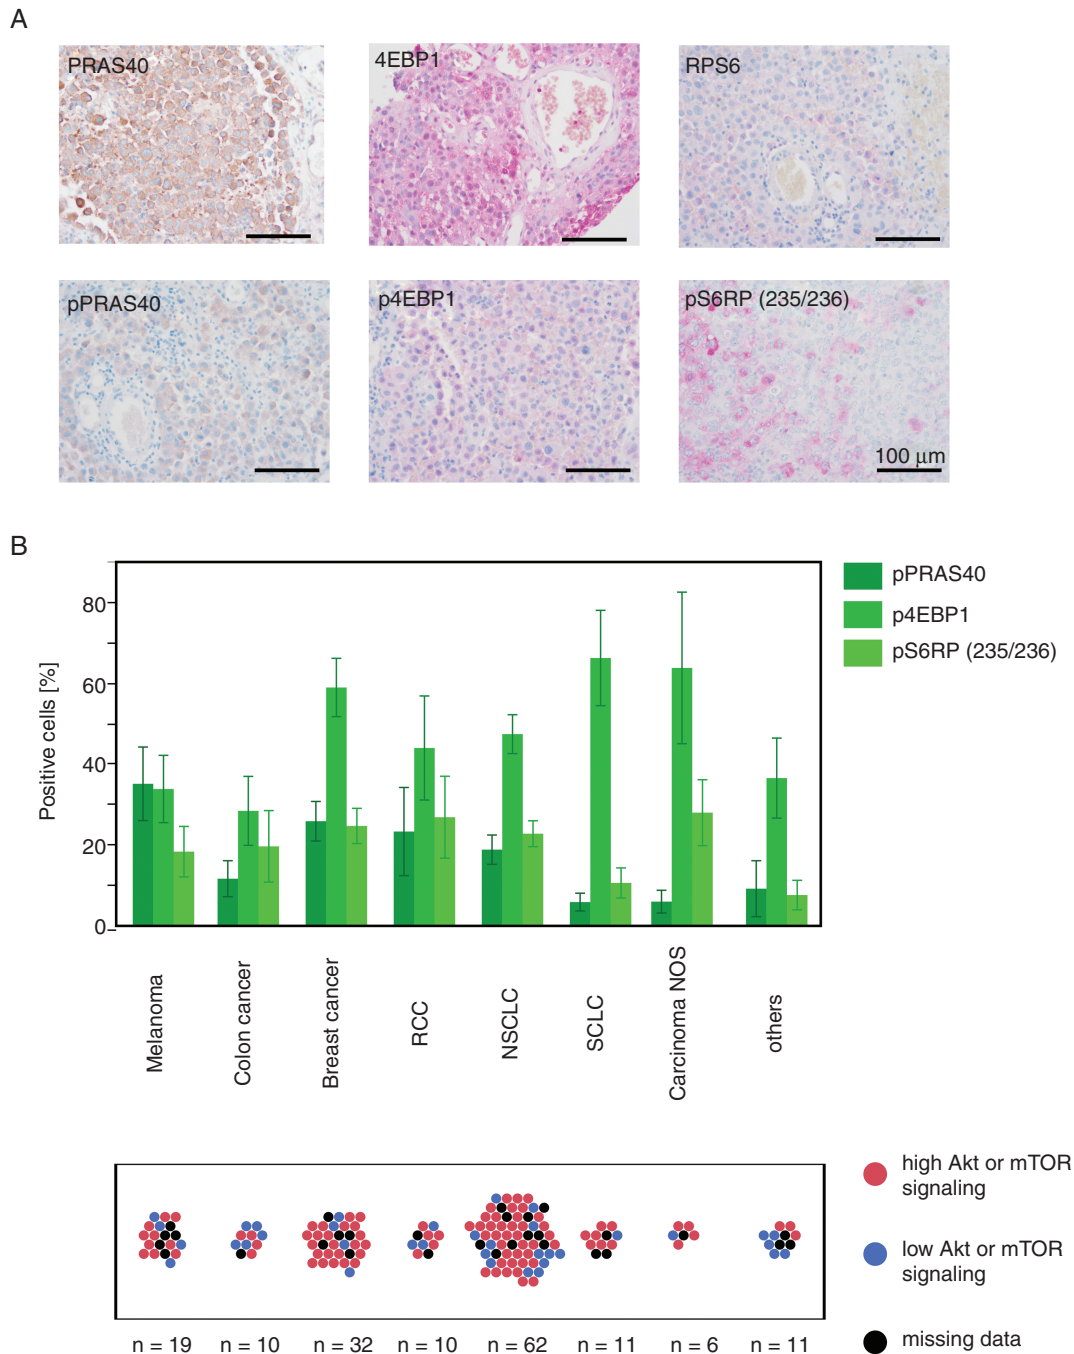 A
PRAS40
4EBP1
RPS6
pPRAS40
p4EBP1
pS6RP (235/236)
100 μm
B
Positive cells [%]
80
60
40
20
0
pPRAS40
p4EBP1
pS6RP (235/236)
Melanoma
Colon cancer
Breast cancer
RCC
NSCLC
SCLC
Carcinoma NOS
others
high Akt or mTOR
signaling
low Akt or mTOR
signaling
missing data
n = 19
n = 10
n = 32
n = 10
n = 62
n = 11
n = 6
n = 11